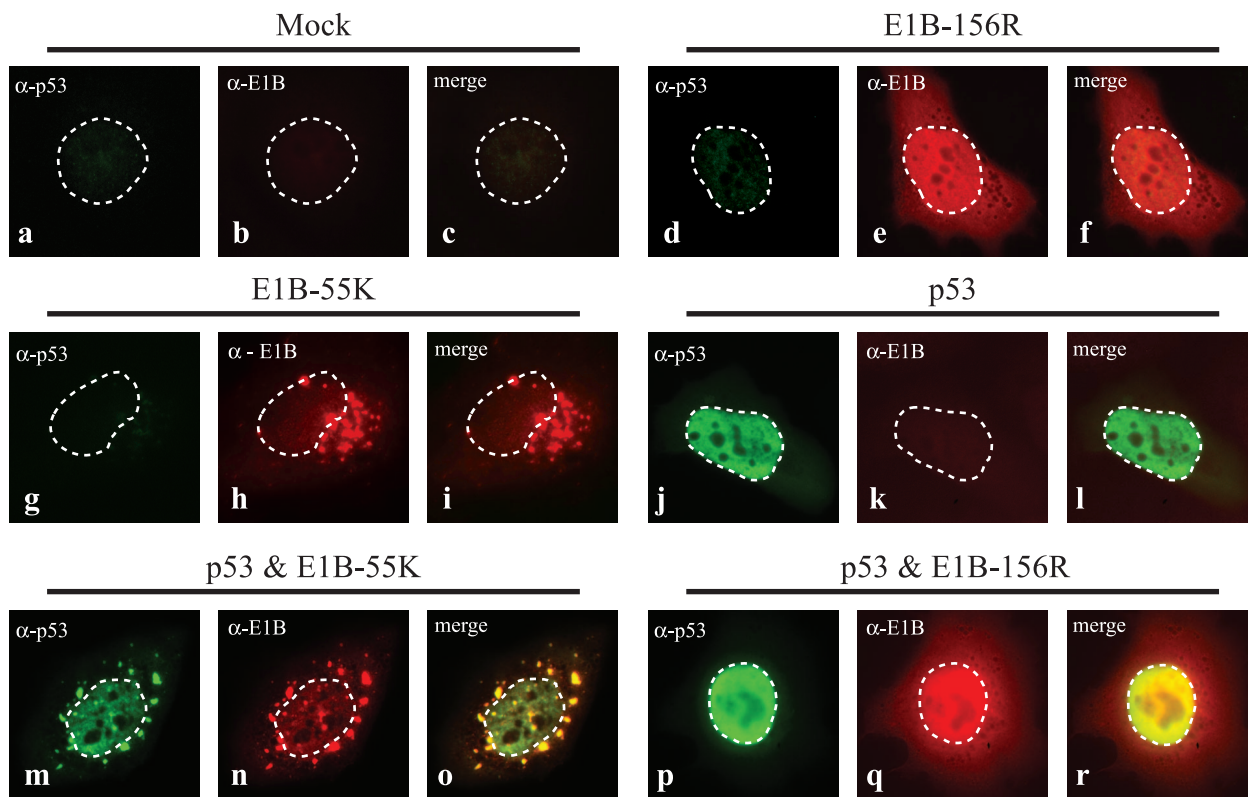 Mock
E1B-156R
α-p53
α-E1B
merge
α-p53
α-E1B
merge
a
b
c
d
e
f
E1B-55K
p53
α-p53
α - E1B
merge
α-p53
α-E1B
merge
g
h
i
j
k
l
p53 & E1B-55K
p53 & E1B-156R
α-p53
α-E1B
merge
α-p53
α-E1B
merge
m
n
o
p
q
r